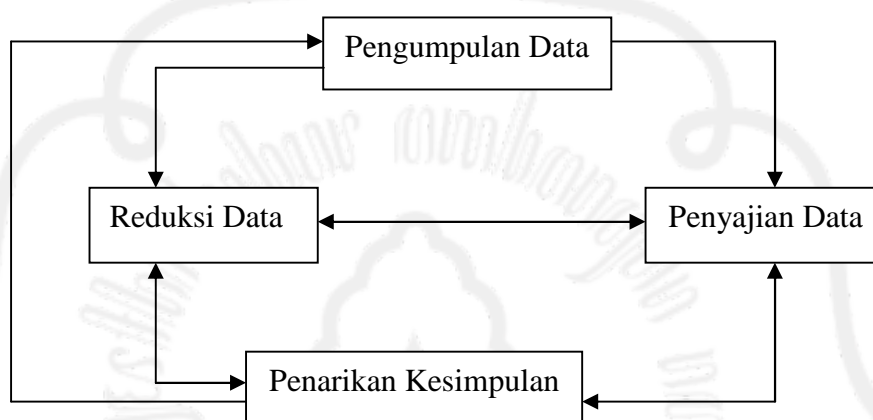 Pengumpulan Data
Reduksi Data
Penyajian Data
Penarikan Kesimpulan